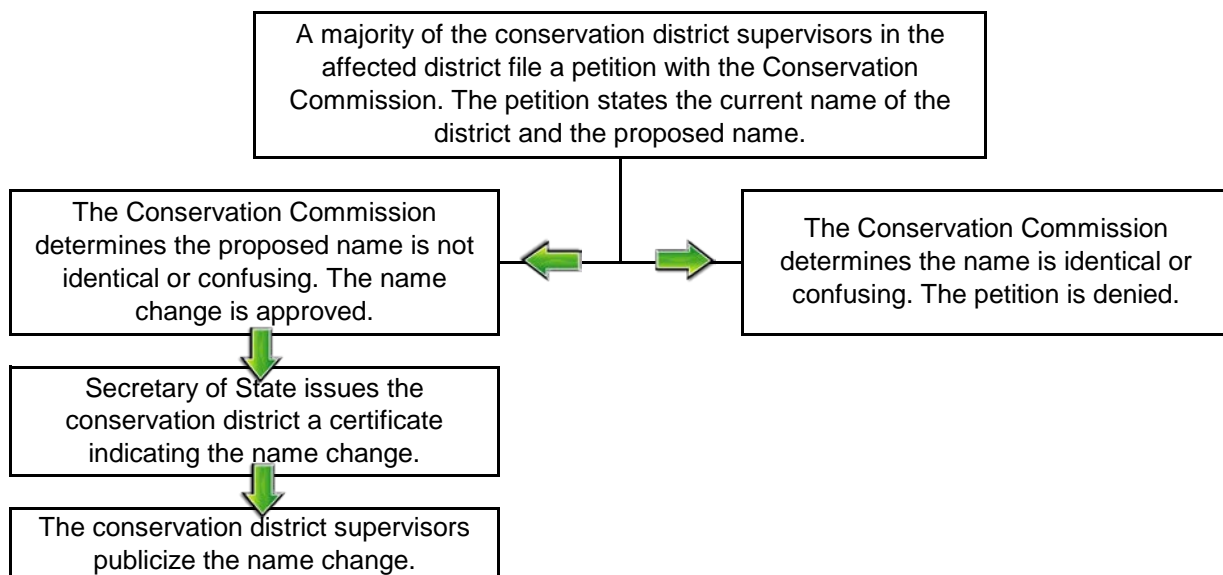 A majority of the conservation district supervisors in the
affected district file a petition with the Conservation
Commission. The petition states the current name of the
district and the proposed name.
The Conservation Commission
determines the proposed name is not
identical or confusing. The name
change is approved.
The Conservation Commission
determines the name is identical or
confusing. The petition is denied.
Secretary of State issues the
conservation district a certificate
indicating the name change.
The conservation district supervisors
publicize the name change.